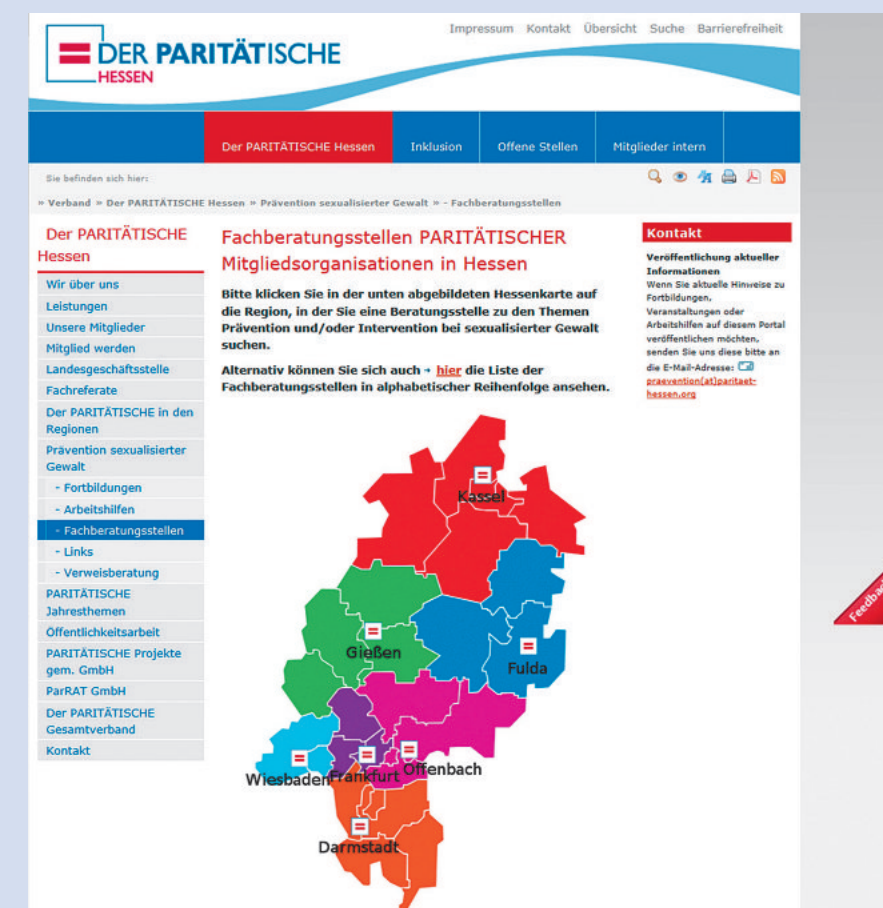 Impressum Kontakt Übersicht Suche Barrierefreiheit
DER PARITÄTISCHE
HESSEN
Der PARITÄTISCHE Hessen Inklusion Offene Stellen Mitglieder intern
Sie befinden sich hier:
» Verband » Der PARITÄTISCHE Hessen » Prävention sexualisierter Gewalt » - Fachberatungsstellen
Der PARITÄTISCHE
Hessen
Wir über uns
Leistungen
Unsere Mitglieder
Mitglied werden
Landesgeschäftsstelle
Fachreferate
Der PARITÄTISCHE in den
Regionen
Prävention sexualisierter
Gewalt
- Fortbildungen
- Arbeitshilfen
- Fachberatungsstellen
- Links
- Verweisberatung
PARITÄTISCHE
Jahresthemen
Öffentlichkeitsarbeit
PARITÄTISCHE Projekte
gem. GmbH
ParRAT GmbH
Der PARITÄTISCHE
Gesamtverband
Kontakt
Fachberatungsstellen PARITÄTISCHER
Mitgliedsorganisationen in Hessen
Bitte klicken Sie in der unten abgebildeten Hessenkarte auf
die Region, in der Sie eine Beratungsstelle zu den Themen
Prävention und/oder Intervention bei sexualisierter Gewalt
suchen.
Alternativ können Sie sich auch → hier die Liste der
Fachberatungsstellen in alphabetischer Reihenfolge ansehen.
Kassel
Gießen
Fulda
Wiesbaden
Frankfurt
Offenbach
Darmstadt
Kontakt
Veröffentlichung aktueller
Informationen
Wenn Sie aktuelle Hinweise zu
Fortbildungen,
Veranstaltungen oder
Arbeitshilfen auf diesem Portal
veröffentlichen möchten,
senden Sie uns diese bitte an
die E-Mail-Adresse:
praevention[at]paritaet-
hessen.org
Feedback